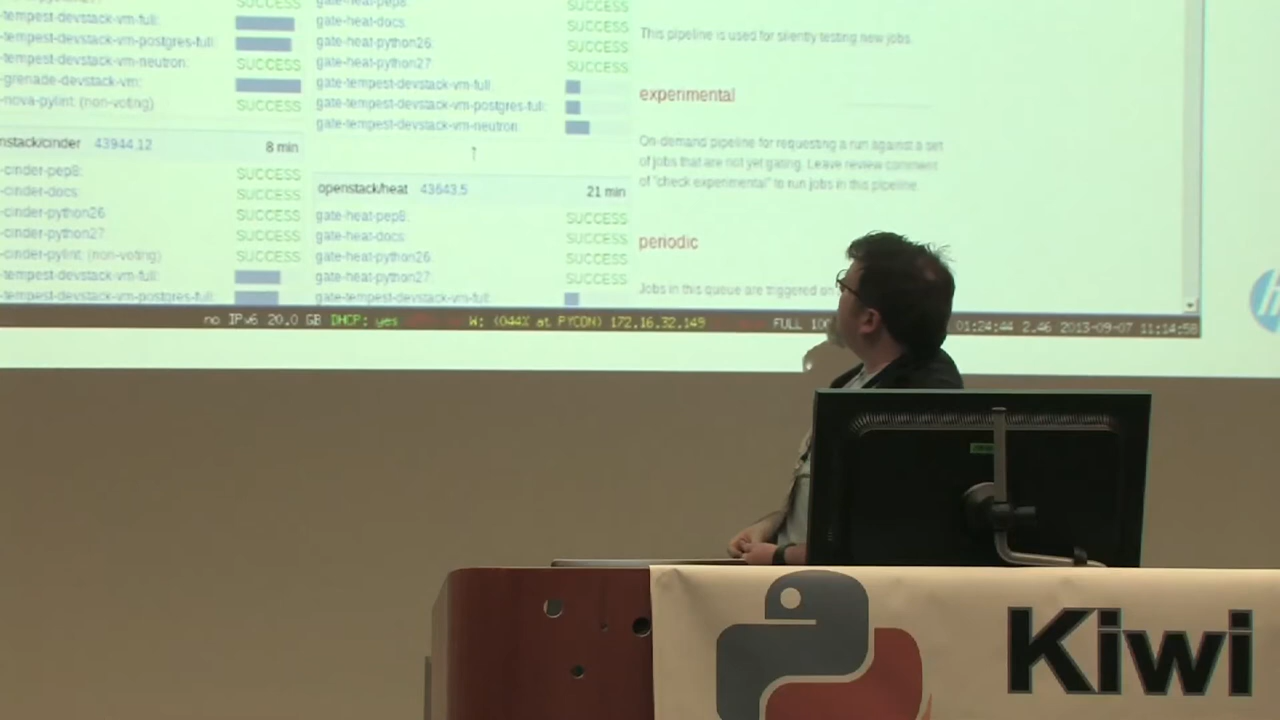 SUCCESS
-tempest-devstack-vm-full:
-tempest-devstack-vm-postgres-full:
-tempest-devstack-vm-neutron: SUCCESS
-grenade-devstack-vm:
-nova-pylint: (non-voting) SUCCESS
nstack/cinder 43944,12 8 min
-cinder-pep8: SUCCESS
-cinder-docs: SUCCESS
-cinder-python26: SUCCESS
-cinder-python27: SUCCESS
-cinder-pylint: (non-voting) SUCCESS
-tempest-devstack-vm-full:
-tempest-devstack-vm-postgres-full:
gate-heat-pep8: SUCCESS
gate-heat-docs: SUCCESS
gate-heat-python26: SUCCESS
gate-heat-python27: SUCCESS
gate-tempest-devstack-vm-full:
gate-tempest-devstack-vm-postgres-full:
gate-tempest-devstack-vm-neutron:
↑
openstack/heat 43643,5 21 min
gate-heat-pep8: SUCCESS
gate-heat-docs: SUCCESS
gate-heat-python26: SUCCESS
gate-heat-python27: SUCCESS
gate-tempest-devstack-vm-full:
This pipeline is used for silently testing new jobs.
experimental
On-demand pipeline for requesting a run against a set
of jobs that are not yet gating. Leave review comment
of "check experimental" to run jobs in this pipeline.
periodic
Jobs in this queue are triggered on
no IPv6 20.0 GB DHCP: yes W: (044% at PYCON) 172.16.32.149 FULL 100 01:24:44 2.46 2013-09-07 11:14:58
Kiwi